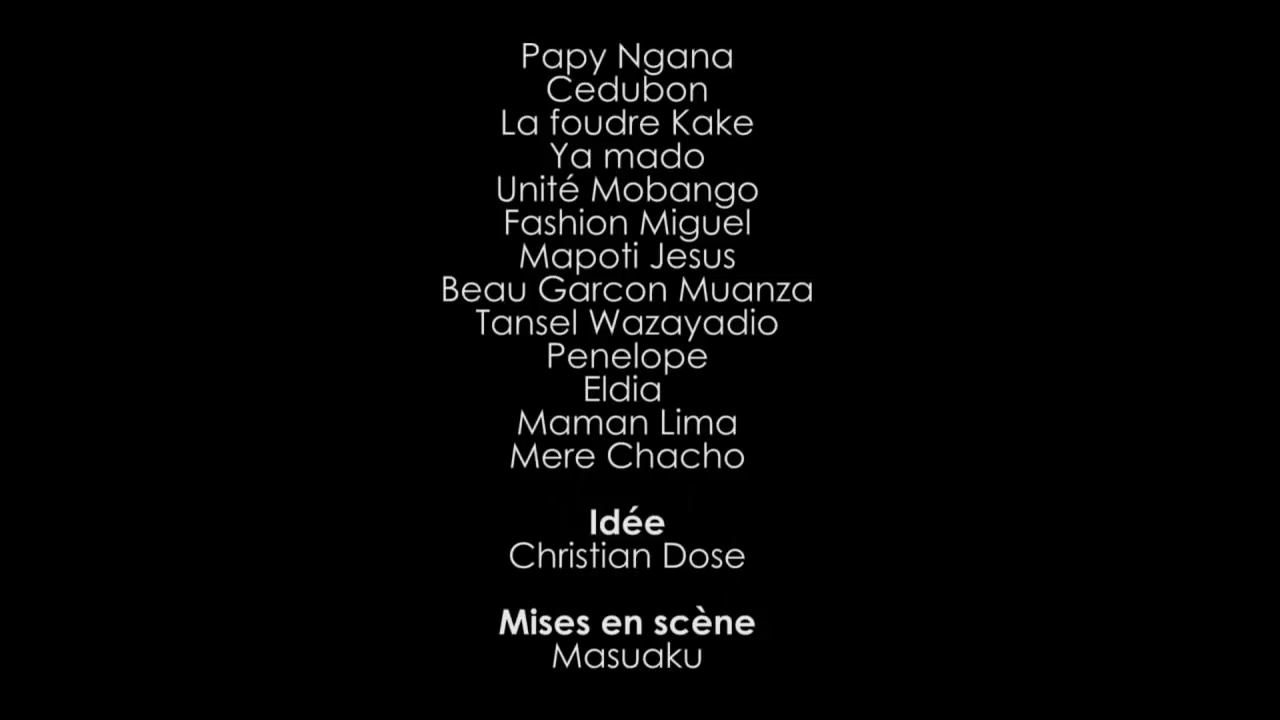 Papy Ngana
Cedubon
La foudre Kake
Ya mado
Unité Mobango
Fashion Miguel
Mapoti Jesus
Beau Garcon Muanza
Tansel Wazayadio
Penelope
Eldia
Maman Lima
Mere Chacho
Idée
Christian Dose
Mises en scène
Masuaku